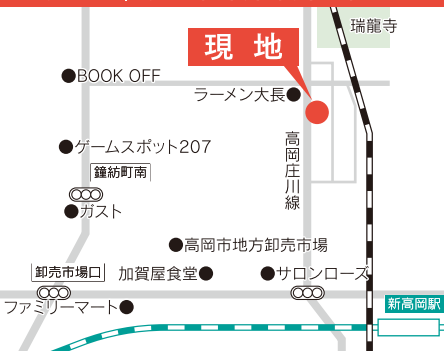 瑞龍寺
現地
BOOK OFF
ラーメン大長
ゲームスポット207
高岡庄川線
鐘紡町南
ガスト
高岡市地方卸売市場
卸売市場口
加賀屋食堂
サロンローズ
ファミリーマート
新高岡駅